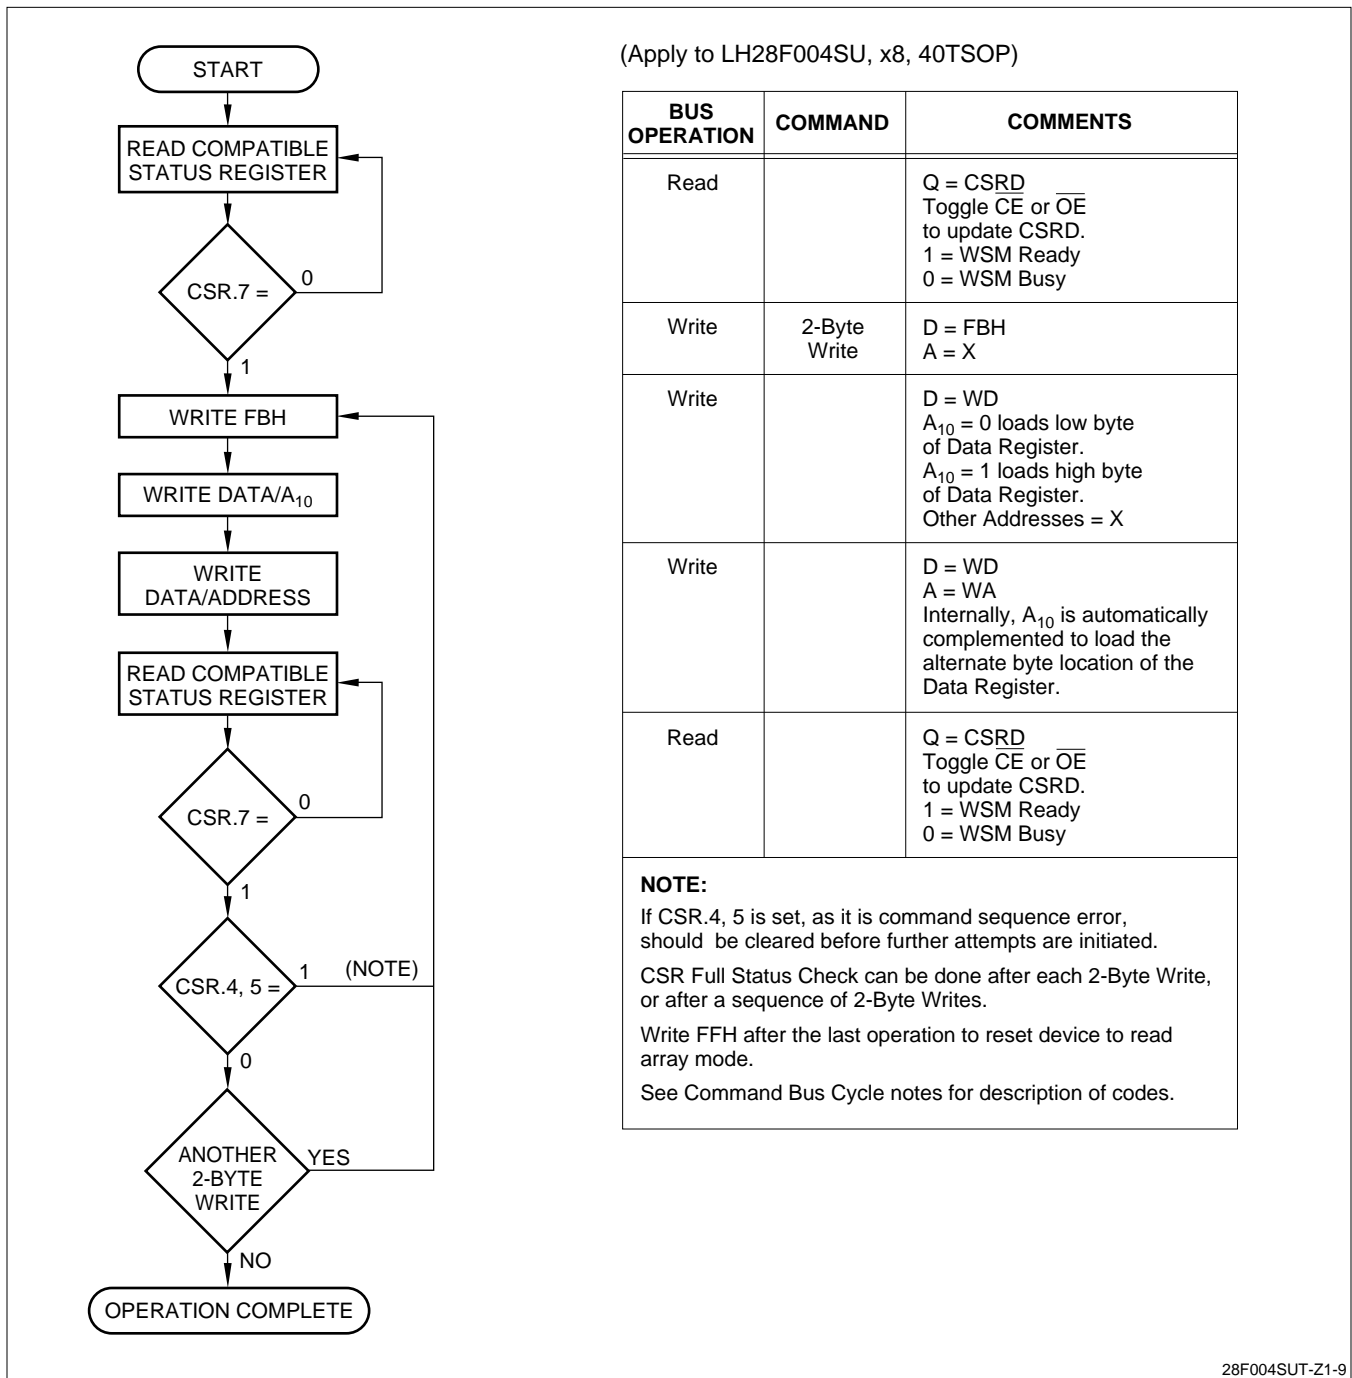 START
READ COMPATIBLE
STATUS REGISTER
CSR.7 =
0
1
WRITE FBH
WRITE DATA/A10
WRITE
DATA/ADDRESS
READ COMPATIBLE
STATUS REGISTER
CSR.7 =
0
1
CSR.4, 5 =
1
(NOTE)
0
ANOTHER
2-BYTE
WRITE
YES
NO
OPERATION COMPLETE
(Apply to LH28F004SU, x8, 40TSOP)
BUS
OPERATION
COMMAND
COMMENTS
Read
Q = CSRD
Toggle C̅E̅ or O̅E̅
to update CSRD.
1 = WSM Ready
0 = WSM Busy
Write
2-Byte
Write
D = FBH
A = X
Write
D = WD
A10 = 0 loads low byte
of Data Register.
A10 = 1 loads high byte
of Data Register.
Other Addresses = X
Write
D = WD
A = WA
Internally, A10 is automatically
complemented to load the
alternate byte location of the
Data Register.
Read
Q = CSRD
Toggle C̅E̅ or O̅E̅
to update CSRD.
1 = WSM Ready
0 = WSM Busy
NOTE:
If CSR.4, 5 is set, as it is command sequence error,
should be cleared before further attempts are initiated.
CSR Full Status Check can be done after each 2-Byte Write,
or after a sequence of 2-Byte Writes.
Write FFH after the last operation to reset device to read
array mode.
See Command Bus Cycle notes for description of codes.
28F004SUT-Z1-9